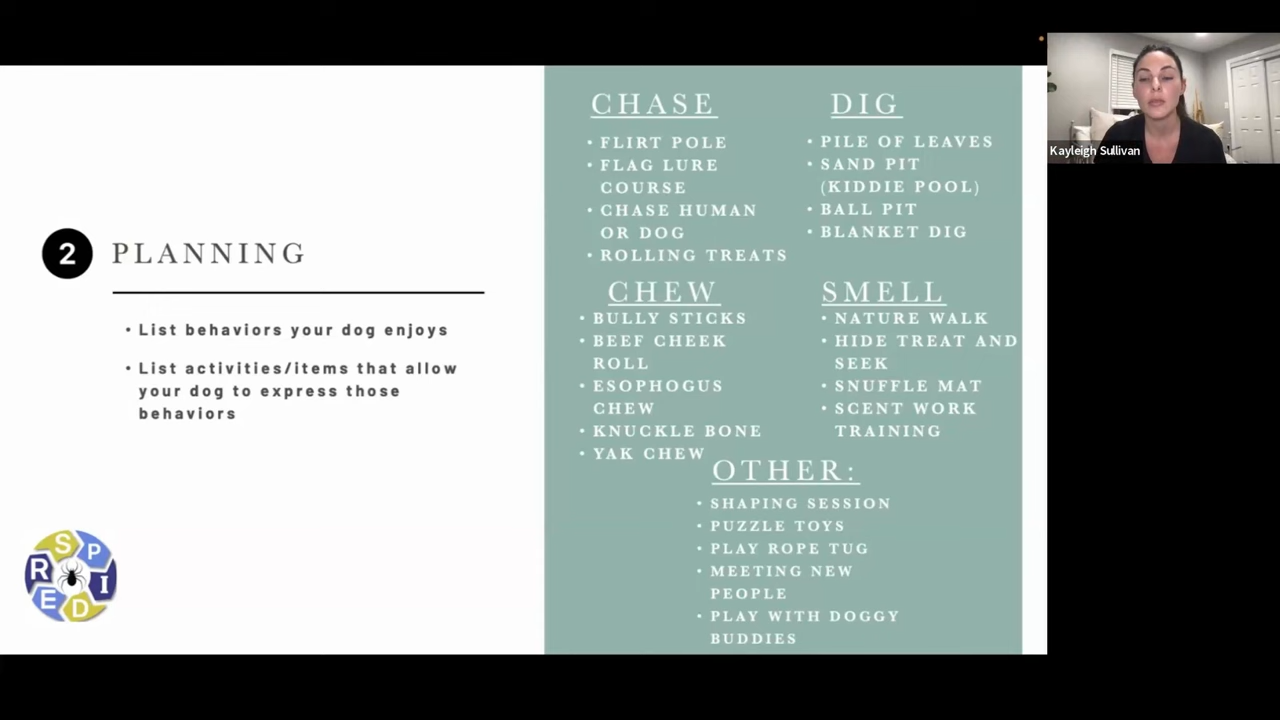 2 PLANNING
• List behaviors your dog enjoys
• List activities/items that allow
your dog to express those
behaviors
S
P
I
D
E
R
CHASE
• FLIRT POLE
• FLAG LURE
COURSE
• CHASE HUMAN
OR DOG
• ROLLING TREATS
DIG
• PILE OF LEAVES
• SAND PIT
(KIDDIE POOL)
• BALL PIT
• BLANKET DIG
CHEW
• BULLY STICKS
• BEEF CHEEK
ROLL
• ESOPHOGUS
CHEW
• KNUCKLE BONE
• YAK CHEW
SMELL
• NATURE WALK
• HIDE TREAT AND
SEEK
• SNUFFLE MAT
• SCENT WORK
TRAINING
OTHER:
• SHAPING SESSION
• PUZZLE TOYS
• PLAY ROPE TUG
• MEETING NEW
PEOPLE
• PLAY WITH DOGGY
BUDDIES
Kayleigh Sullivan